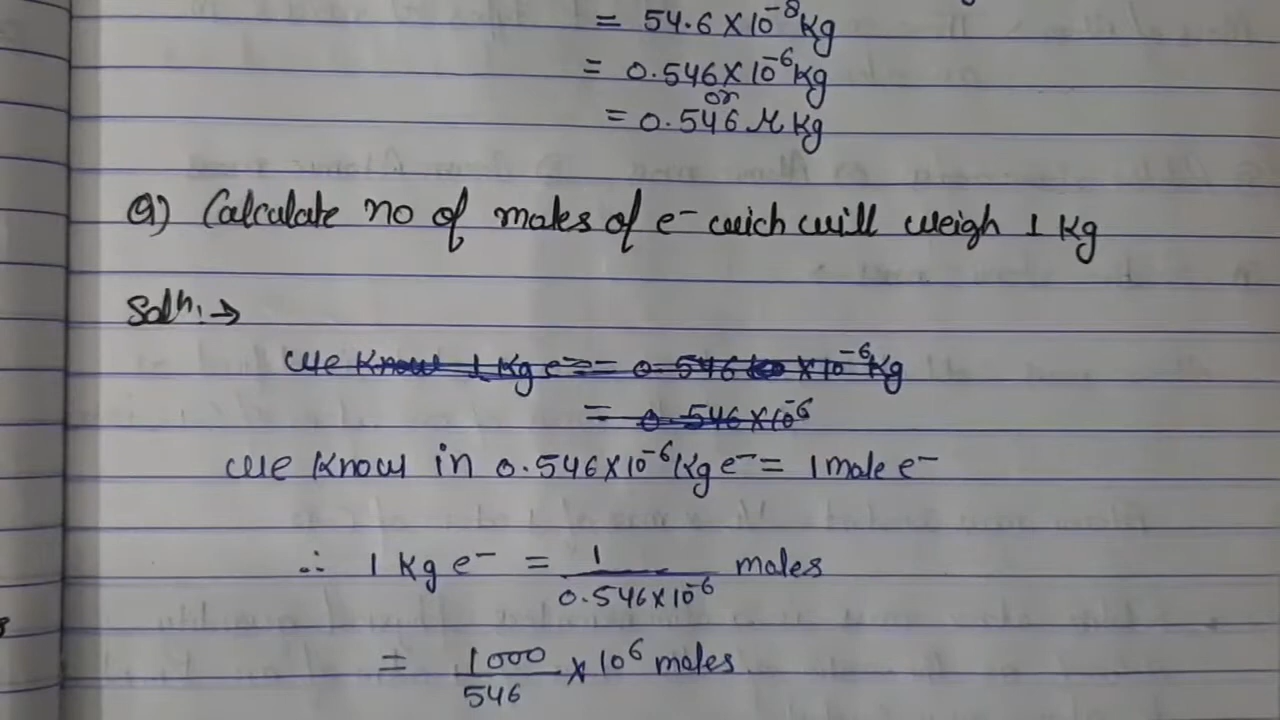 = 54.6 × 10⁻⁸ Kg
= 0.546 × 10⁻⁶ Kg
or
= 0.546 μ Kg
Q) Calculate no of moles of e⁻ wich will weigh 1 Kg
Solⁿ. →
We Know 1 Kg e⁻ = 0.546 × 10⁻⁶ Kg
= 0.546 × 10⁻⁶
We Know in 0.546 × 10⁻⁶ Kg e⁻ = 1 mole e⁻
∴ 1 Kg e⁻ = 1 / 0.546 × 10⁻⁶ moles
= 1000 / 546 × 10⁶ moles